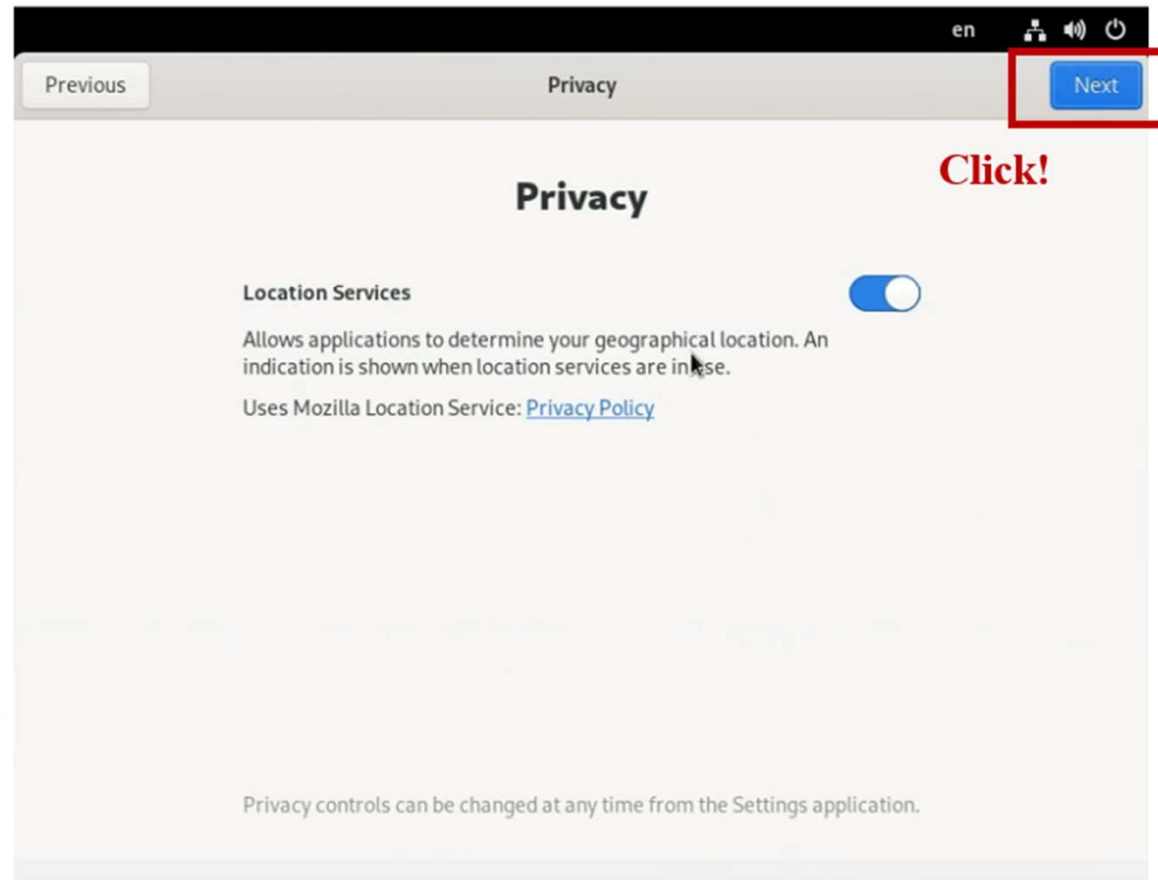 en
Previous
Privacy
Next
Click!
Privacy
Location Services
Allows applications to determine your geographical location. An
indication is shown when location services are in use.
Uses Mozilla Location Service: Privacy Policy
Privacy controls can be changed at any time from the Settings application.